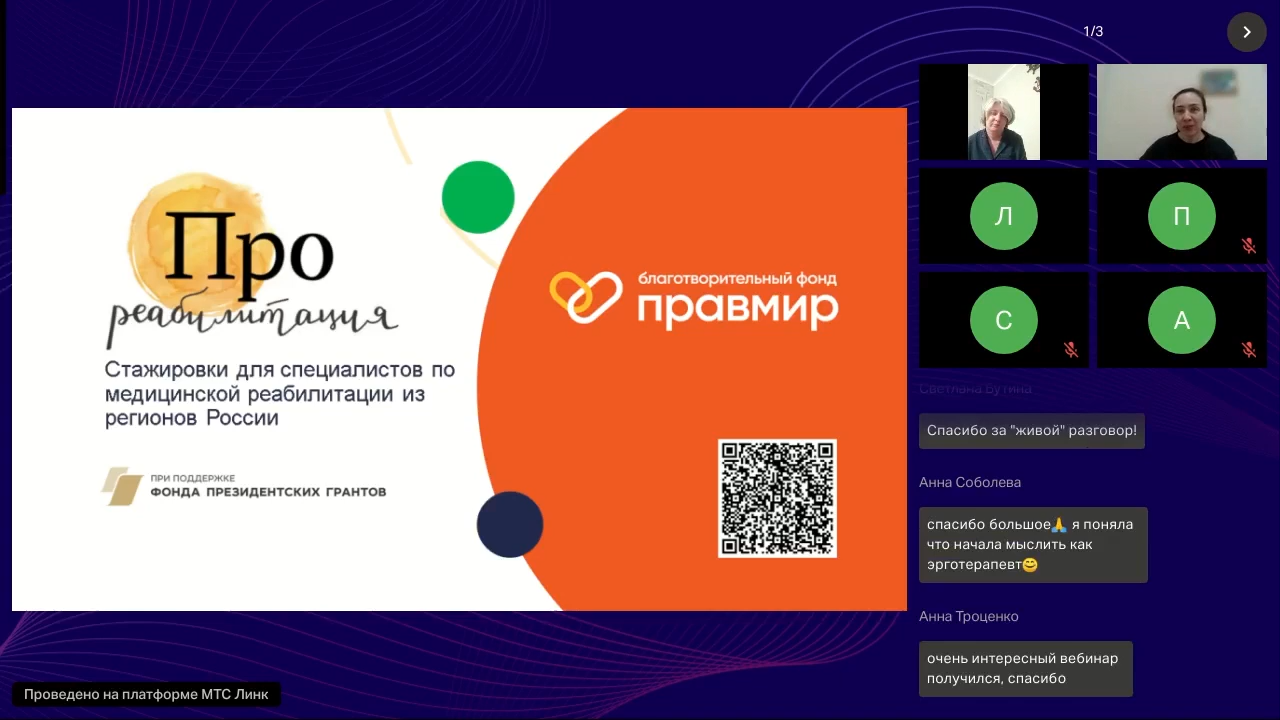 1/3
Про
реабилитация
Стажировки для специалистов по
медицинской реабилитации из
регионов России
ПРИ ПОДДЕРЖКЕ
ФОНДА ПРЕЗИДЕНТСКИХ ГРАНТОВ
благотворительный фонд
правмир
Л
П
С
А
Светлана Бутина
Спасибо за "живой" разговор!
Анна Соболева
спасибо большое🙏 я поняла
что начала мыслить как
эрготерапевт😊
Анна Троценко
очень интересный вебинар
получился, спасибо
Проведено на платформе МТС Линк